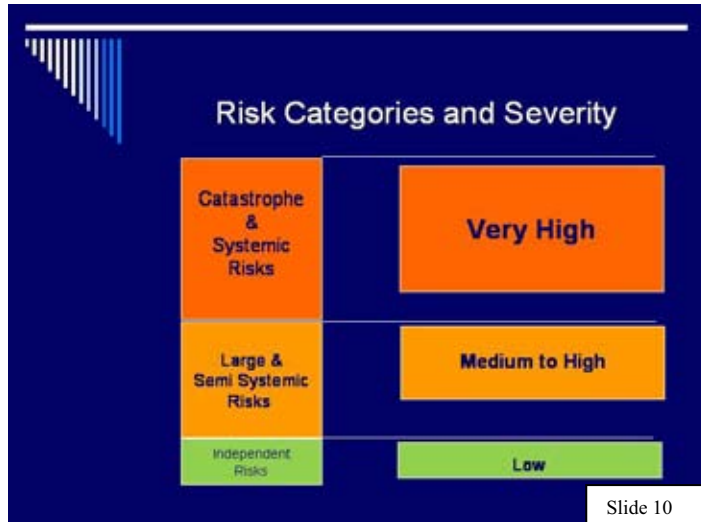 Risk Categories and Severity
Catastrophe
&
Systemic
Risks
Very High
Large &
Semi Systemic
Risks
Medium to High
Independent
Risks
Low
Slide 10